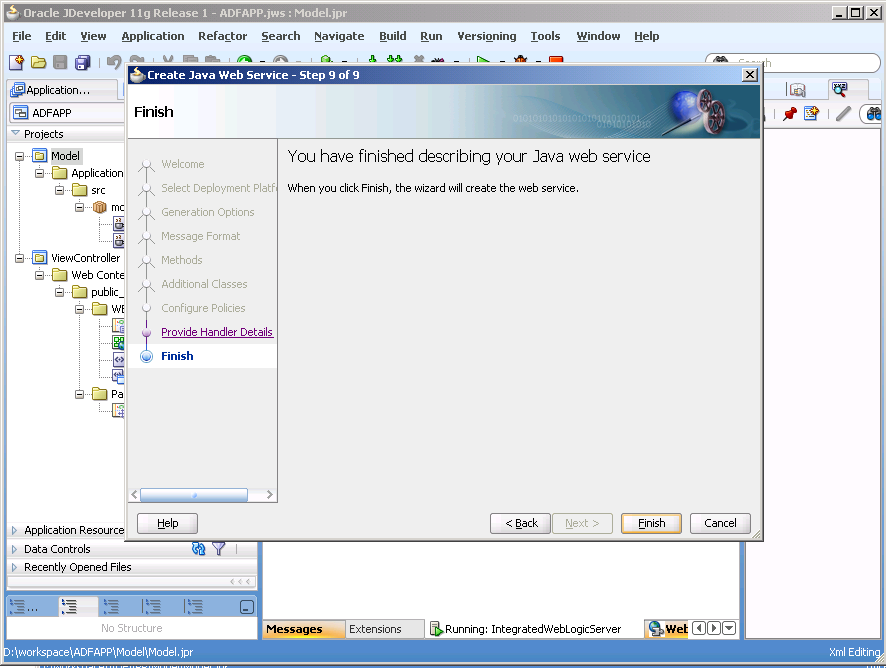 Oracle JDeveloper 11g Release 1 - ADFAPP.jws : Model.jpr
File Edit View Application Refactor Search Navigate Build Run Versioning Tools Window Help
Search
Create Java Web Service - Step 9 of 9
Application...
ADFAPP
Projects
Model
Application
src
ViewController
Web Conte
public_
Finish
010101010101010101010101
Welcome
Select Deployment Platfo
Generation Options
Message Format
Methods
Additional Classes
Configure Policies
Provide Handler Details
Finish
You have finished describing your Java web service
When you click Finish, the wizard will create the web service.
Help
< Back
Next >
Finish
Cancel
Application Resource
Data Controls
Recently Opened Files
No Structure
Messages
Extensions
Running: IntegratedWebLogicServer
Web
D:\workspace\ADFAPP\Model\Model.jpr
Xml Editing